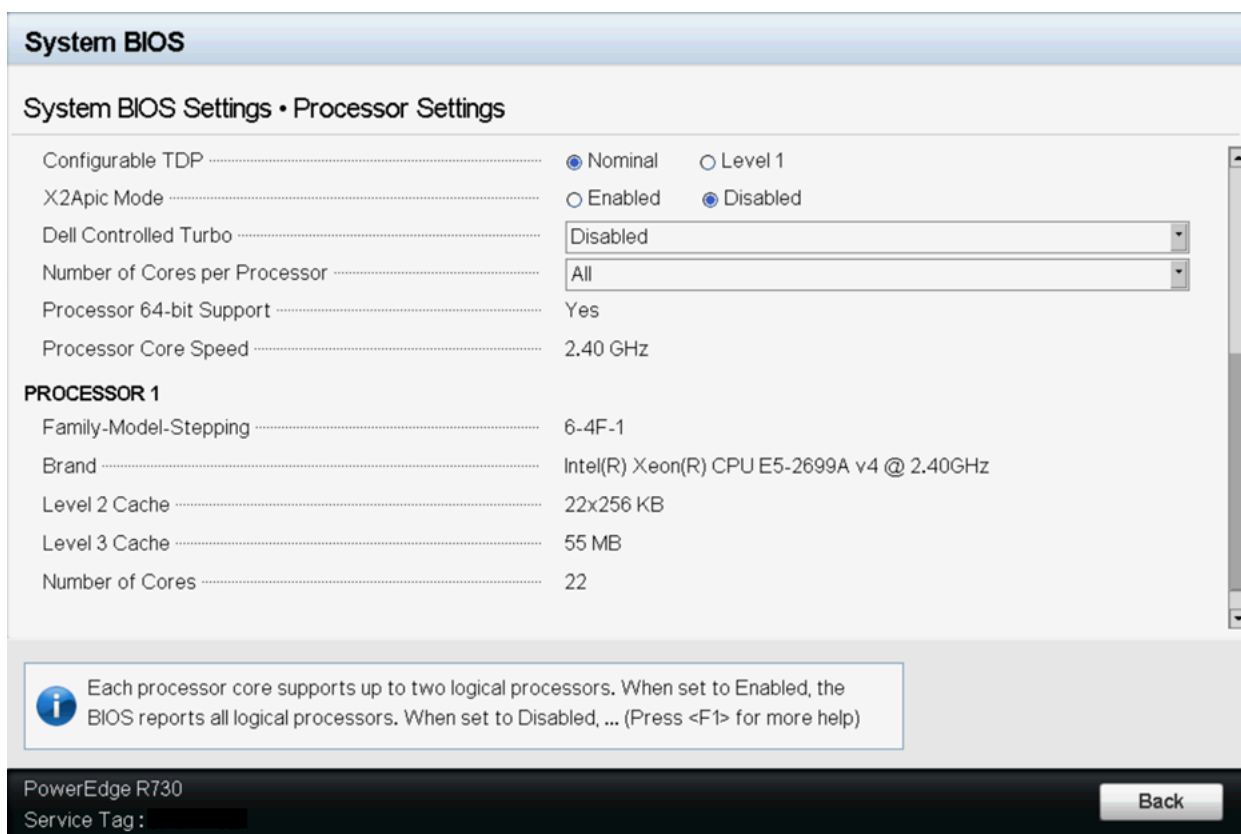 System BIOS
System BIOS Settings • Processor Settings
Configurable TDP Nominal Level 1
X2Apic Mode Enabled Disabled
Dell Controlled Turbo Disabled
Number of Cores per Processor All
Processor 64-bit Support Yes
Processor Core Speed 2.40 GHz
PROCESSOR 1
Family-Model-Stepping 6-4F-1
Brand Intel(R) Xeon(R) CPU E5-2699A v4 @ 2.40GHz
Level 2 Cache 22x256 KB
Level 3 Cache 55 MB
Number of Cores 22
Each processor core supports up to two logical processors. When set to Enabled, the
BIOS reports all logical processors. When set to Disabled, ... (Press <F1> for more help)
PowerEdge R730
Service Tag :
Back